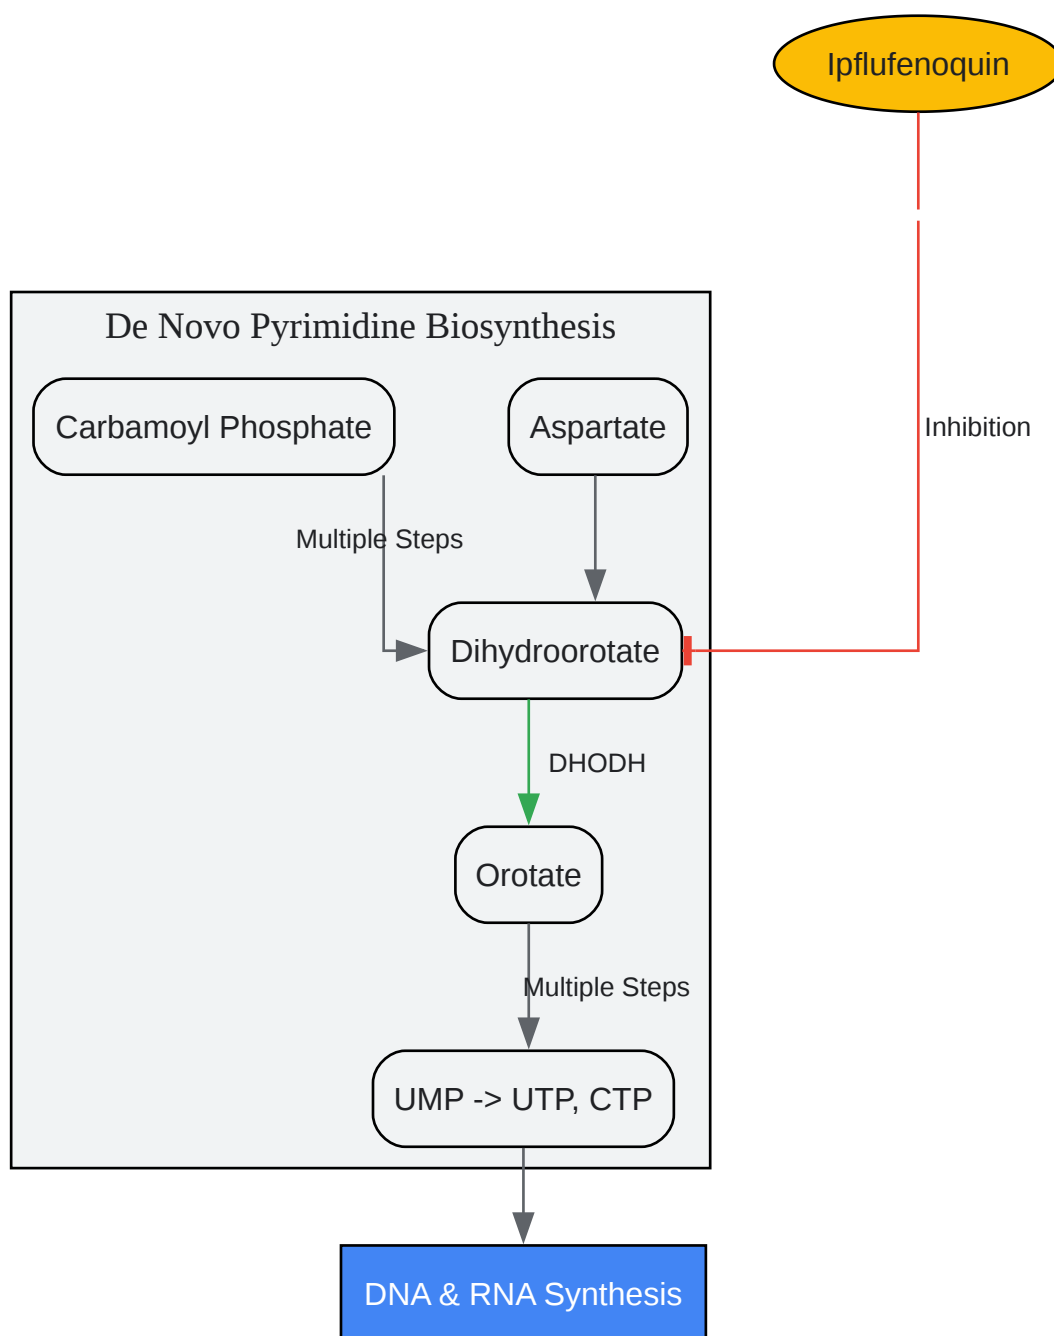 Ipflufenoquin
De Novo Pyrimidine Biosynthesis
Carbamoyl Phosphate
Aspartate
Inhibition
Multiple Steps
Dihydroorotate
DHODH
Orotate
Multiple Steps
UMP -> UTP, CTP
DNA & RNA Synthesis